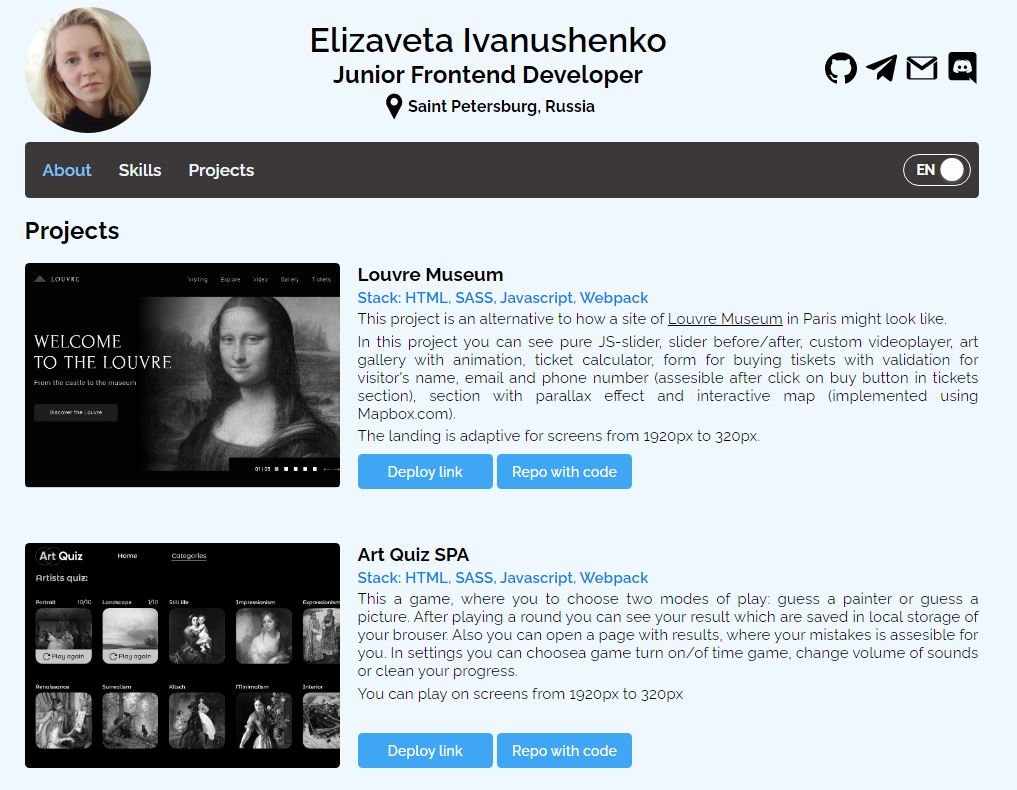 Elizaveta Ivanushenko
Junior Frontend Developer
Saint Petersburg, Russia
About Skills Projects EN
Projects
LOUVRE Visiting Explore Video Gallery Tickets
WELCOME
TO THE LOUVRE
From the castle to the museum
Discover the Louvre
01 | 05
Louvre Museum
Stack: HTML, SASS, Javascript, Webpack
This project is an alternative to how a site of Louvre Museum in Paris might look like.
In this project you can see pure JS-slider, slider before/after, custom videoplayer, art
gallery with animation, ticket calculator, form for buying tiskets with validation for
visitor's name, email and phone number (assesible after click on buy button in tickets
section), section with parallax effect and interactive map (implemented using
Mapbox.com).
The landing is adaptive for screens from 1920px to 320px.
Deploy link Repo with code
Art Quiz Home Categories
Artists quiz:
Portrait 10/10 Landscape 1/10 Still life Impressionism Expressionism
Play again Play again
Renaissance Surrealism Kitsch Minimalism Interior
Art Quiz SPA
Stack: HTML, SASS, Javascript, Webpack
This a game, where you to choose two modes of play: guess a painter or guess a
picture. After playing a round you can see your result which are saved in local storage of
your brouser. Also you can open a page with results, where your mistakes is assesible for
you. In settings you can choosea game turn on/of time game, change volume of sounds
or clean your progress.
You can play on screens from 1920px to 320px
Deploy link Repo with code